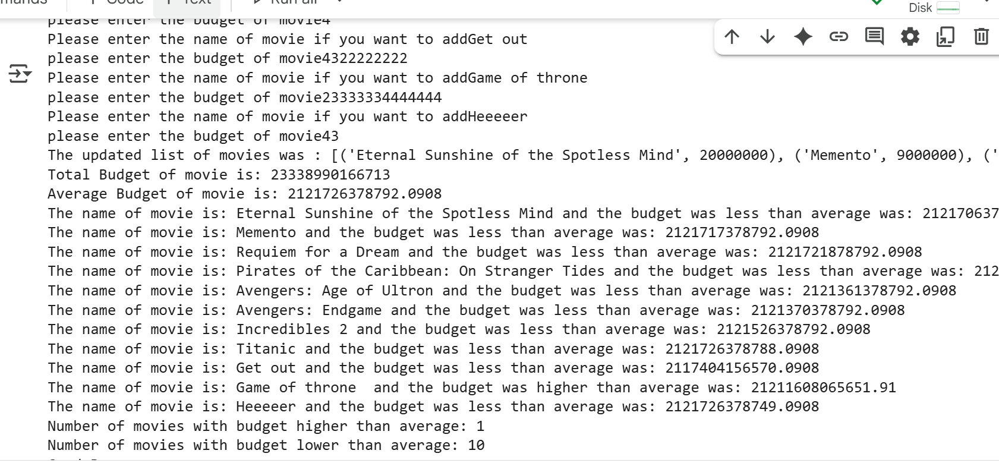 mands
+ Code
+ Text
Run all
Disk
please enter the budget of movie4
Please enter the name of movie if you want to addGet out
please enter the budget of movie4322222222
Please enter the name of movie if you want to addGame of throne
please enter the budget of movie23333334444444
Please enter the name of movie if you want to addHeeeeer
please enter the budget of movie43
The updated list of movies was : [('Eternal Sunshine of the Spotless Mind', 20000000), ('Memento', 9000000), ('
Total Budget of movie is: 23338990166713
Average Budget of movie is: 2121726378792.0908
The name of movie is: Eternal Sunshine of the Spotless Mind and the budget was less than average was: 212170637
The name of movie is: Memento and the budget was less than average was: 2121717378792.0908
The name of movie is: Requiem for a Dream and the budget was less than average was: 2121721878792.0908
The name of movie is: Pirates of the Caribbean: On Stranger Tides and the budget was less than average was: 212
The name of movie is: Avengers: Age of Ultron and the budget was less than average was: 2121361378792.0908
The name of movie is: Avengers: Endgame and the budget was less than average was: 2121370378792.0908
The name of movie is: Incredibles 2 and the budget was less than average was: 2121526378792.0908
The name of movie is: Titanic and the budget was less than average was: 2121726378788.0908
The name of movie is: Get out and the budget was less than average was: 2117404156570.0908
The name of movie is: Game of throne  and the budget was higher than average was: 21211608065651.91
The name of movie is: Heeeeer and the budget was less than average was: 2121726378749.0908
Number of movies with budget higher than average: 1
Number of movies with budget lower than average: 10